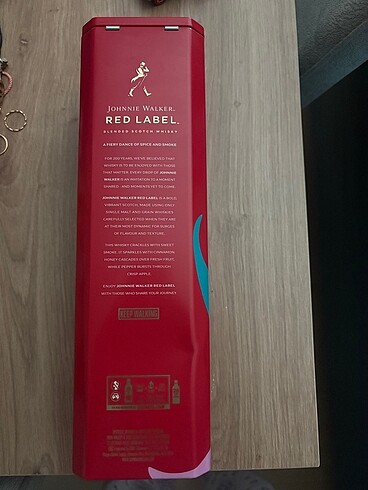 JOHNNIE WALKER.
RED LABEL.
BLENDED SCOTCH WHISKY
A FIERY DANCE OF SPICE AND SMOKE
FOR 200 YEARS, WE'VE BELIEVED THAT
WHISKY IS TO BE ENJOYED WITH THOSE
THAT MATTER. EVERY DROP OF JOHNNIE
WALKER IS AN INVITATION TO A MOMENT
SHARED - AND MOMENTS YET TO COME.
JOHNNIE WALKER RED LABEL IS A BOLD,
VIBRANT SCOTCH, MADE USING ONLY
SINGLE MALT AND GRAIN WHISKIES
CAREFULLY SELECTED WHEN THEY ARE
AT THEIR MOST DYNAMIC FOR SURGES
OF FLAVOUR AND TEXTURE.
THIS WHISKY CRACKLES WITH SWEET
SMOKE. IT SPARKLES WITH CINNAMON
HONEY CASCADES OVER FRESH FRUIT,
WHILE PEPPER BURSTS THROUGH
CRISP APPLE.
ENJOY JOHNNIE WALKER RED LABEL
WITH THOSE WHO SHARE YOUR JOURNEY.
KEEP WALKING